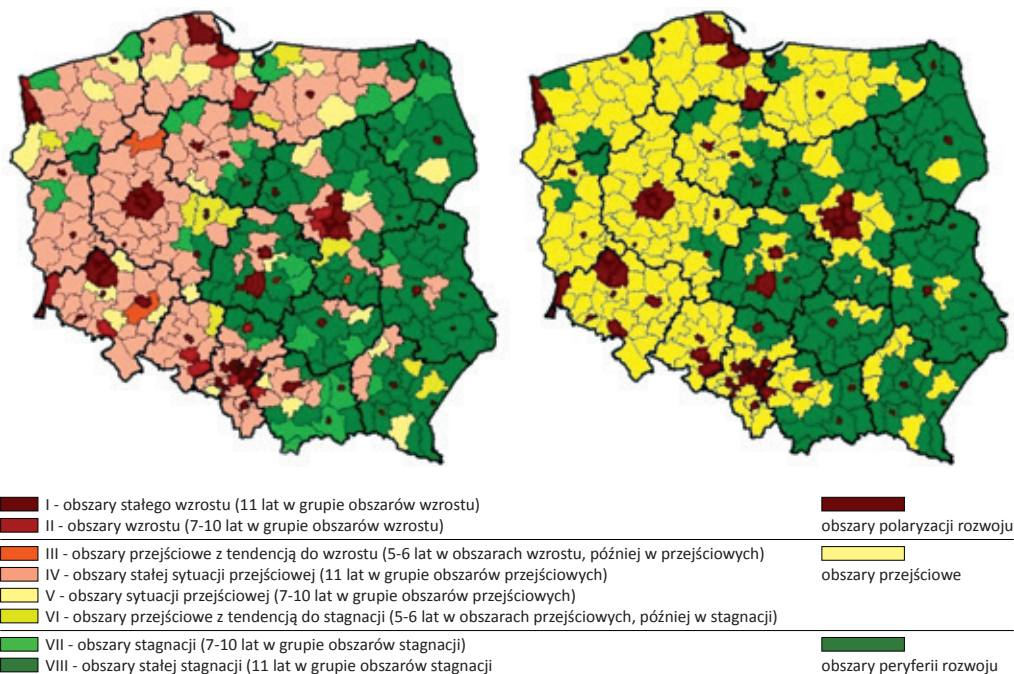 I - obszary stałego wzrostu (11 lat w grupie obszarów wzrostu)
II - obszary wzrostu (7-10 lat w grupie obszarów wzrostu)
obszary polaryzacji rozwoju
III - obszary przejściowe z tendencją do wzrostu (5-6 lat w obszarach wzrostu, później w przejściowych)
IV - obszary stałej sytuacji przejściowej (11 lat w grupie obszarów przejściowych)
obszary przejściowe
V - obszary sytuacji przejściowej (7-10 lat w grupie obszarów przejściowych)
VI - obszary przejściowe z tendencją do stagnacji (5-6 lat w obszarach przejściowych, później w stagnacji)
VII - obszary stagnacji (7-10 lat w grupie obszarów stagnacji)
VIII - obszary stałej stagnacji (11 lat w grupie obszarów stagnacji
obszary peryferii rozwoju